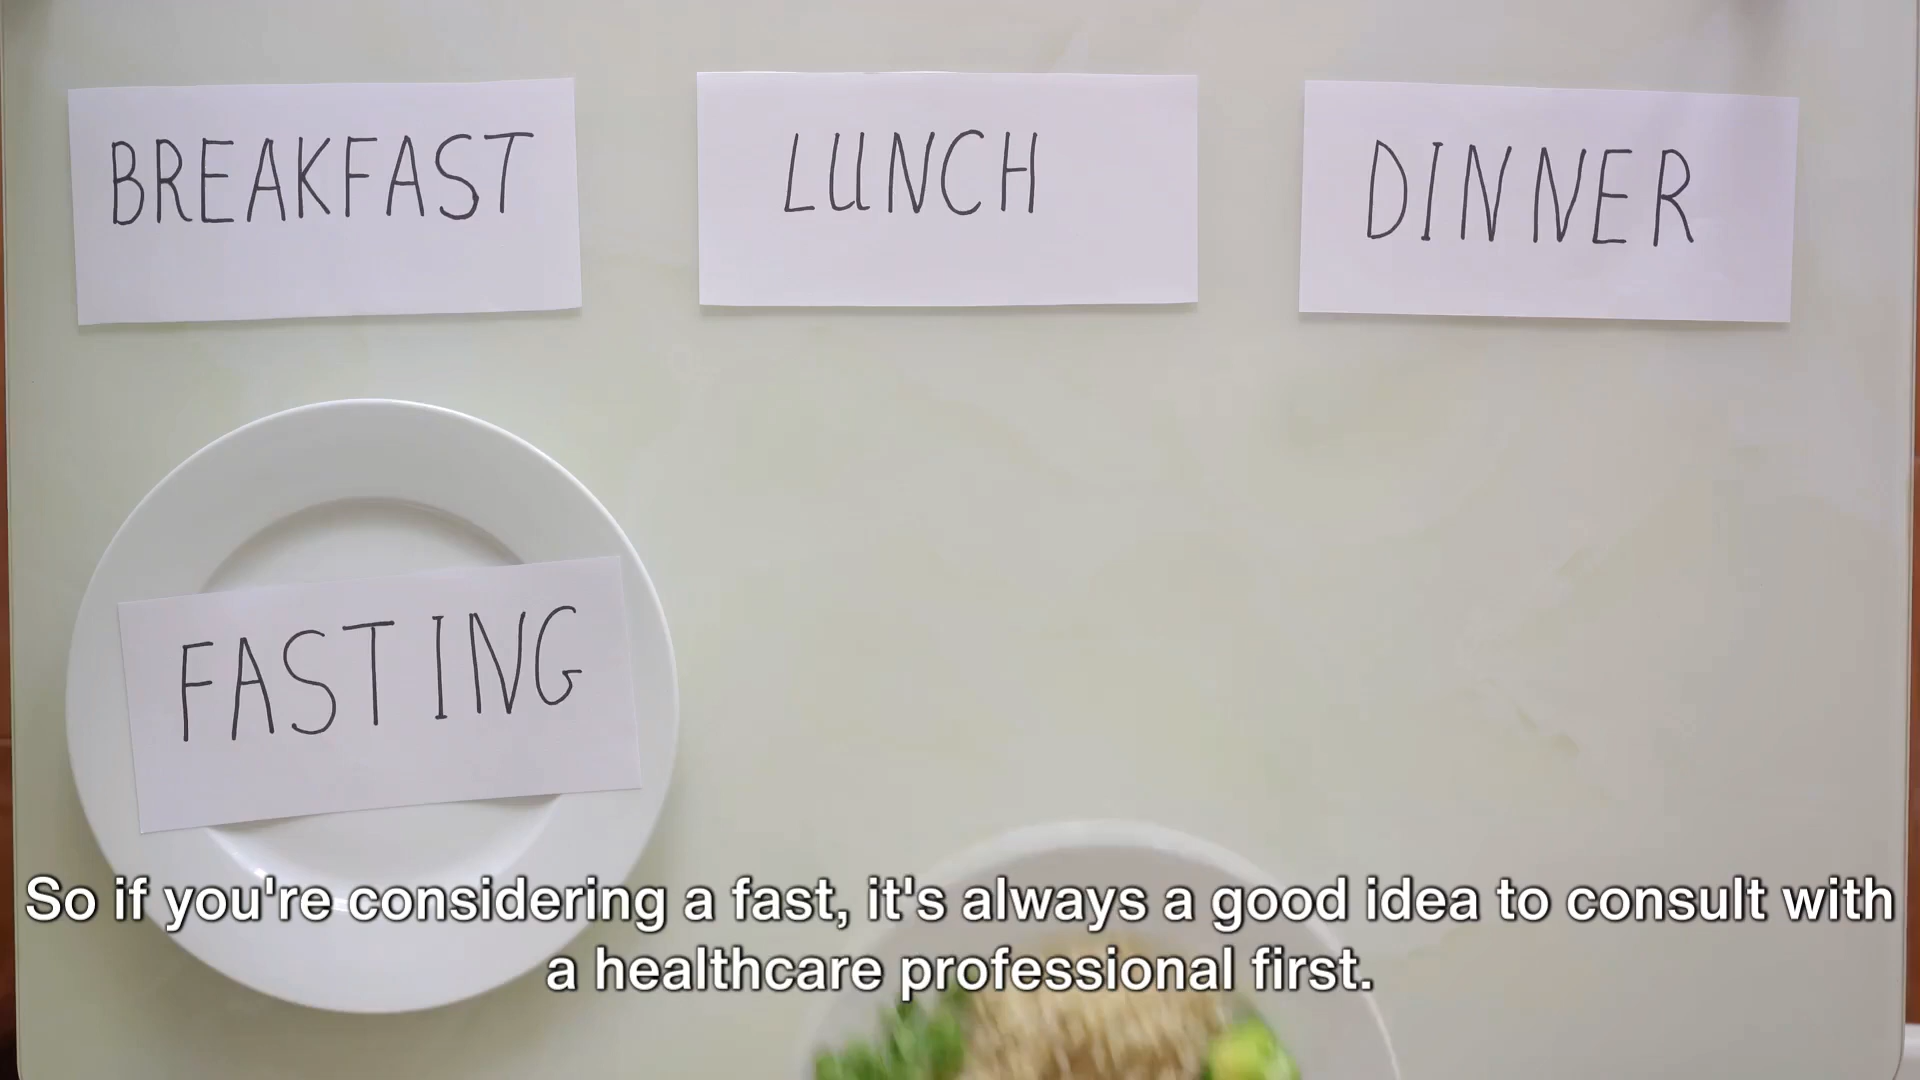 BREAKFAST
LUNCH
DINNER
FASTING
So if you're considering a fast, it's always a good idea to consult with
a healthcare professional first.